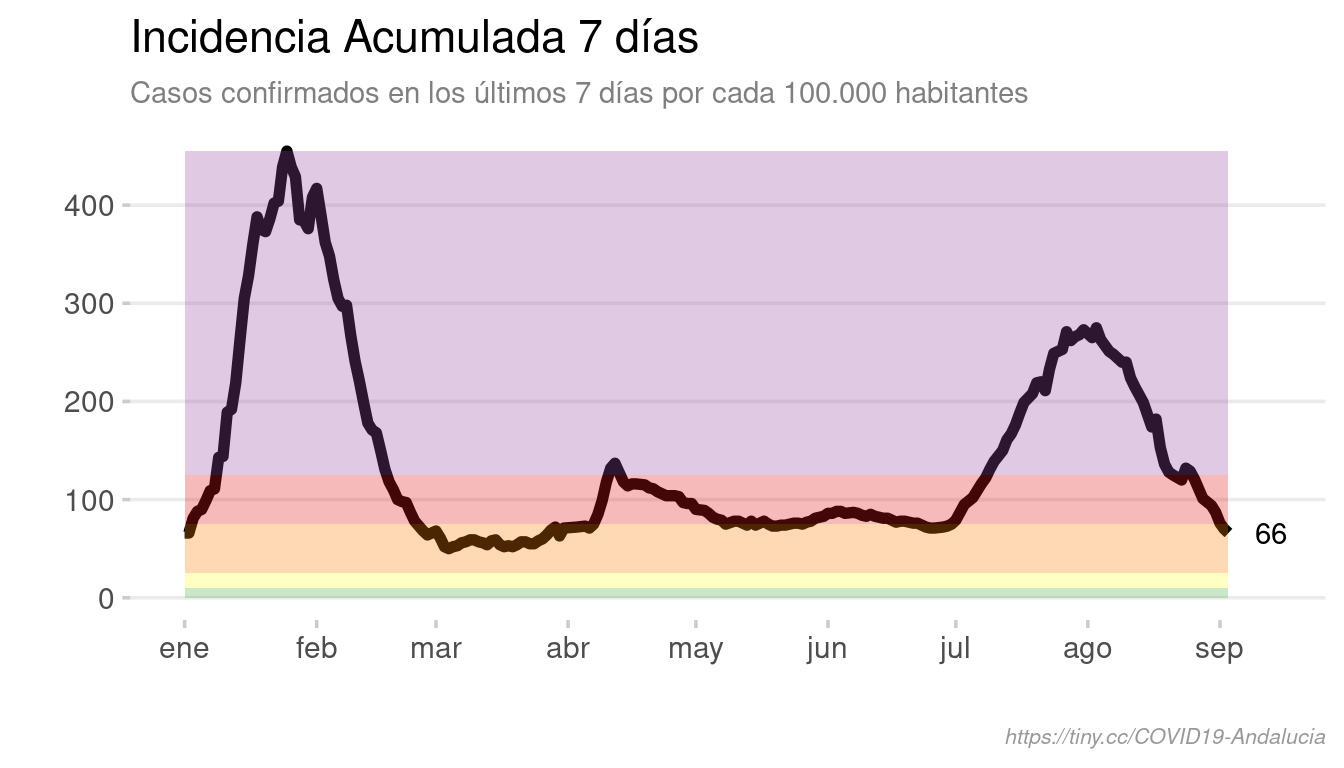 Incidencia Acumulada 7 días
Casos confirmados en los últimos 7 días por cada 100.000 habitantes
400
300
200
100
0
66
ene feb mar abr may jun jul ago sep
https://tiny.cc/COVID19-Andalucia